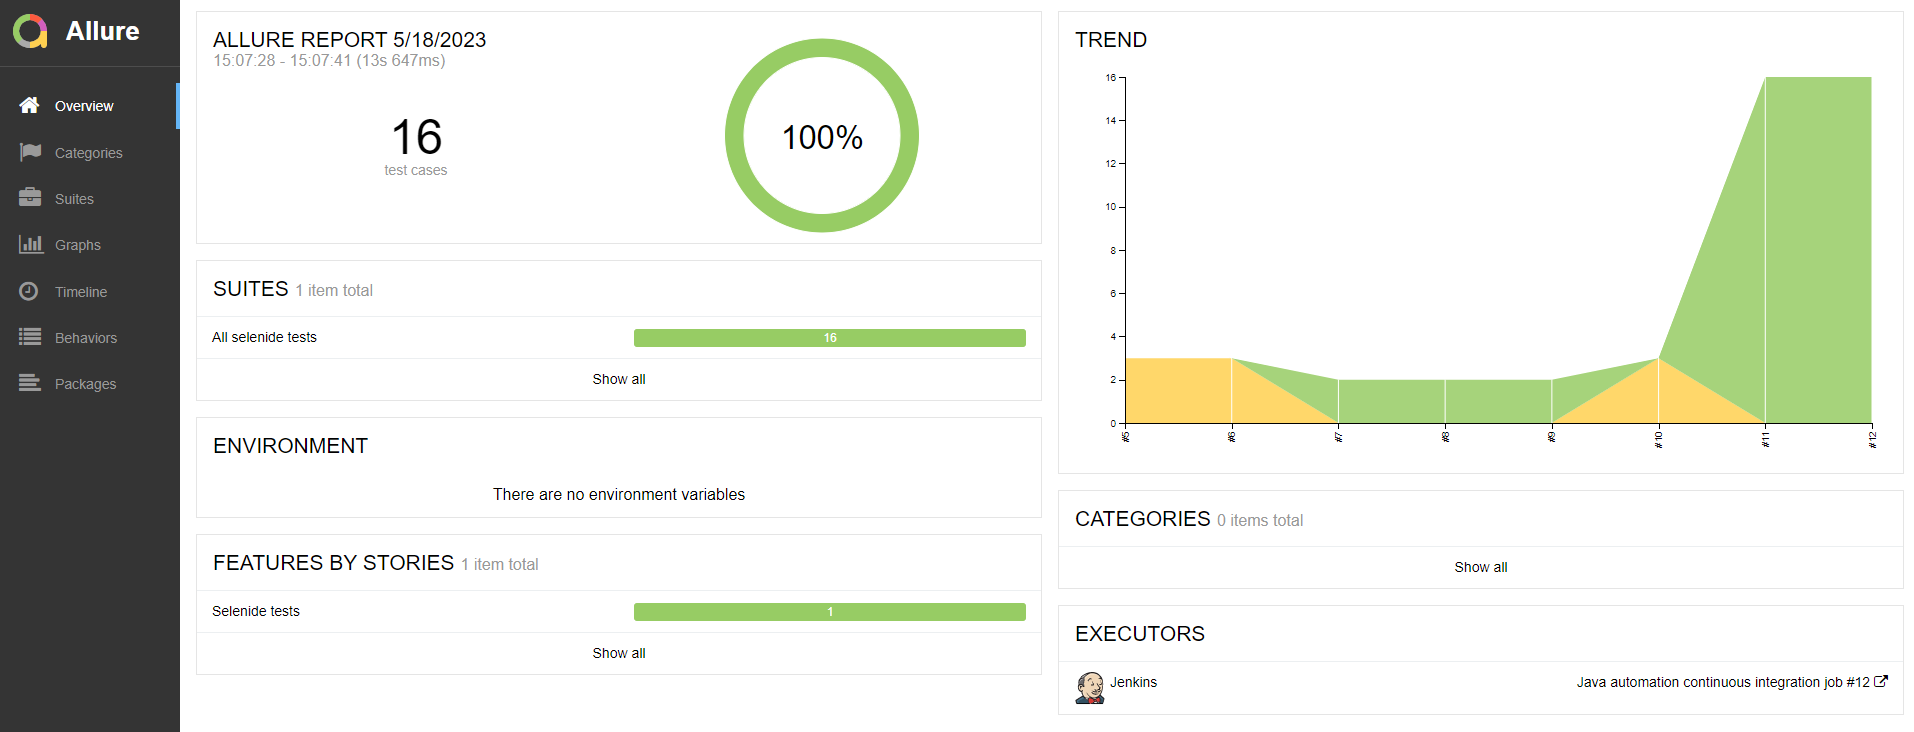 Allure
Overview
Categories
Suites
Graphs
Timeline
Behaviors
Packages
ALLURE REPORT 5/18/2023
15:07:28 - 15:07:41 (13s 647ms)
16
test cases
100%
SUITES 1 item total
All selenide tests 16
Show all
ENVIRONMENT
There are no environment variables
FEATURES BY STORIES 1 item total
Selenide tests 1
Show all
TREND
16
14
12
10
8
6
4
2
0
#5 #6 #7 #8 #9 #10 #11 #12
CATEGORIES 0 items total
Show all
EXECUTORS
Jenkins Java automation continuous integration job #12